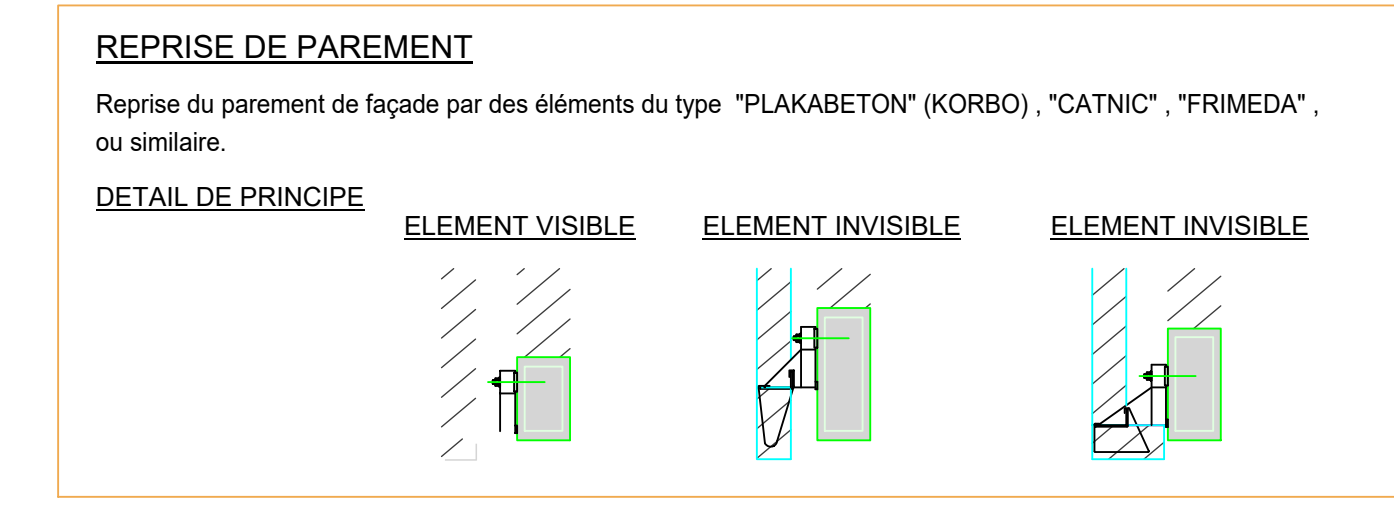 REPRISE DE PAREMENT
Reprise du parement de façade par des éléments du type "PLAKABETON" (KORBO) , "CATNIC" , "FRIMEDA" ,
ou similaire.
DETAIL DE PRINCIPE
ELEMENT VISIBLE
ELEMENT INVISIBLE
ELEMENT INVISIBLE